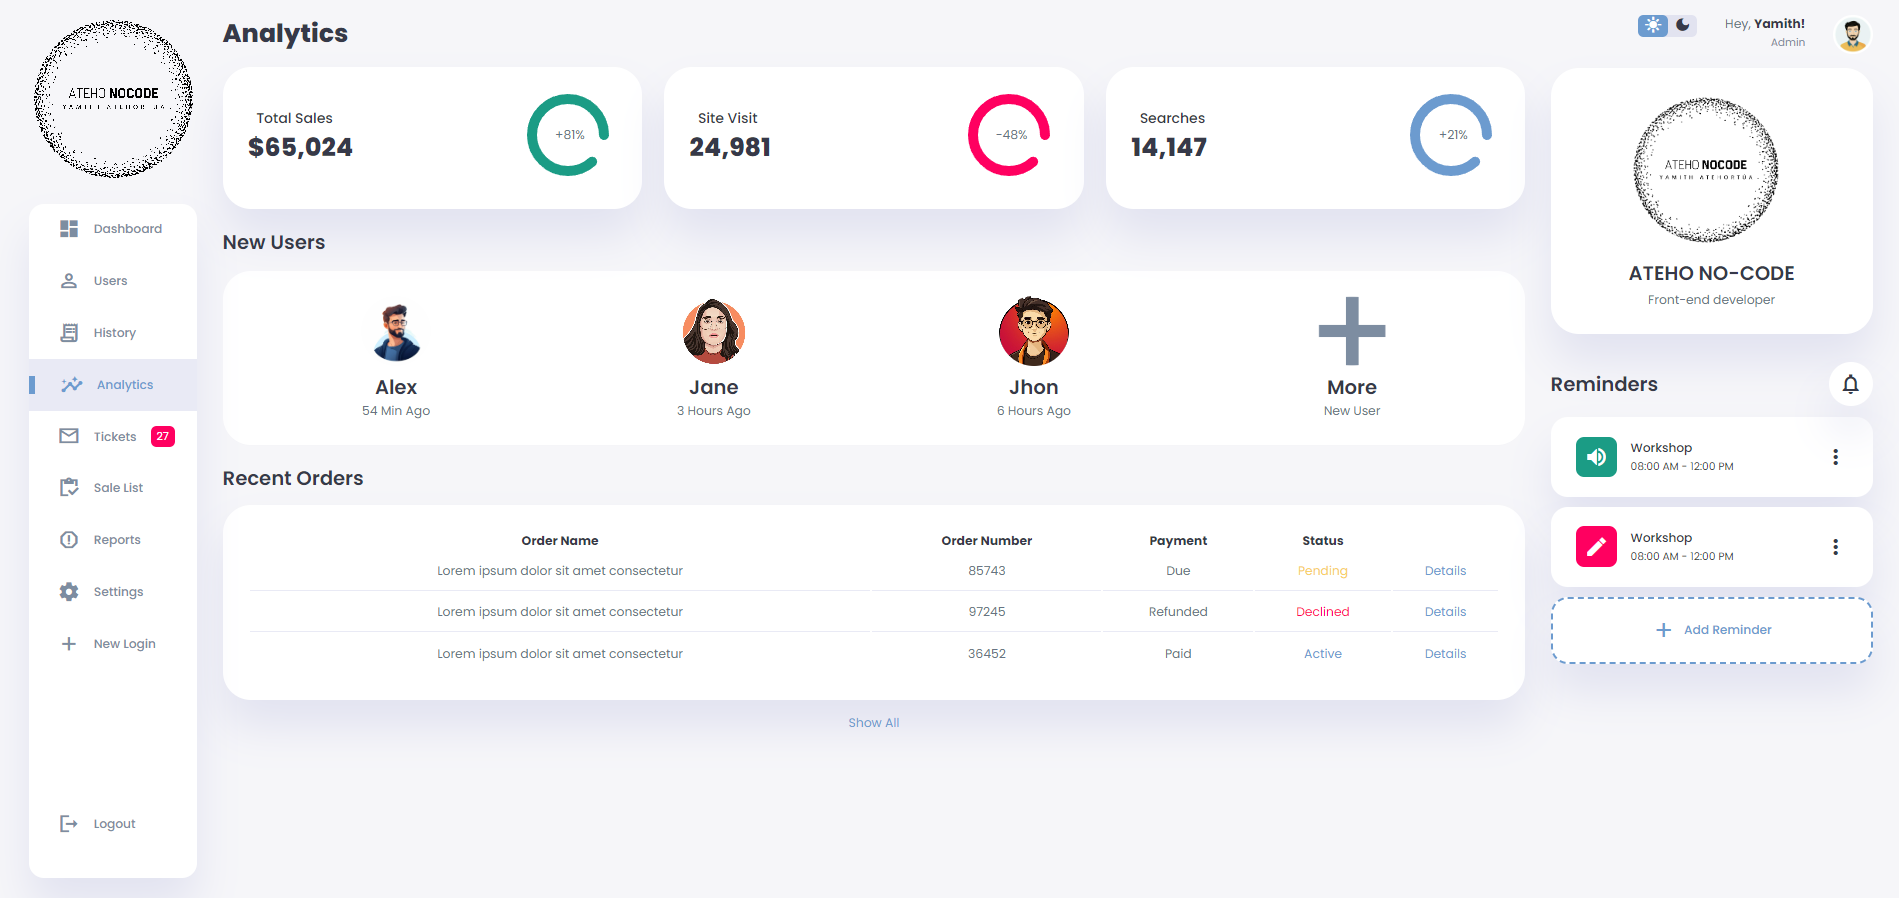 ATEHO NOCODE
Dashboard
Users
History
Analytics
Tickets 27
Sale List
Reports
Settings
New Login
Logout
Analytics
Total Sales
$65,024
+81%
Site Visit
24,981
-48%
Searches
14,147
+21%
New Users
Alex
54 Min Ago
Jane
3 Hours Ago
Jhon
6 Hours Ago
More
New User
Recent Orders
Order Name Order Number Payment Status
Lorem ipsum dolor sit amet consectetur 85743 Due Pending Details
Lorem ipsum dolor sit amet consectetur 97245 Refunded Declined Details
Lorem ipsum dolor sit amet consectetur 36452 Paid Active Details
Show All
Hey, Yamith!
Admin
ATEHO NOCODE
YAMITH ATEHORTÚA
ATEHO NO-CODE
Front-end developer
Reminders
Workshop
08:00 AM - 12:00 PM
Workshop
08:00 AM - 12:00 PM
Add Reminder